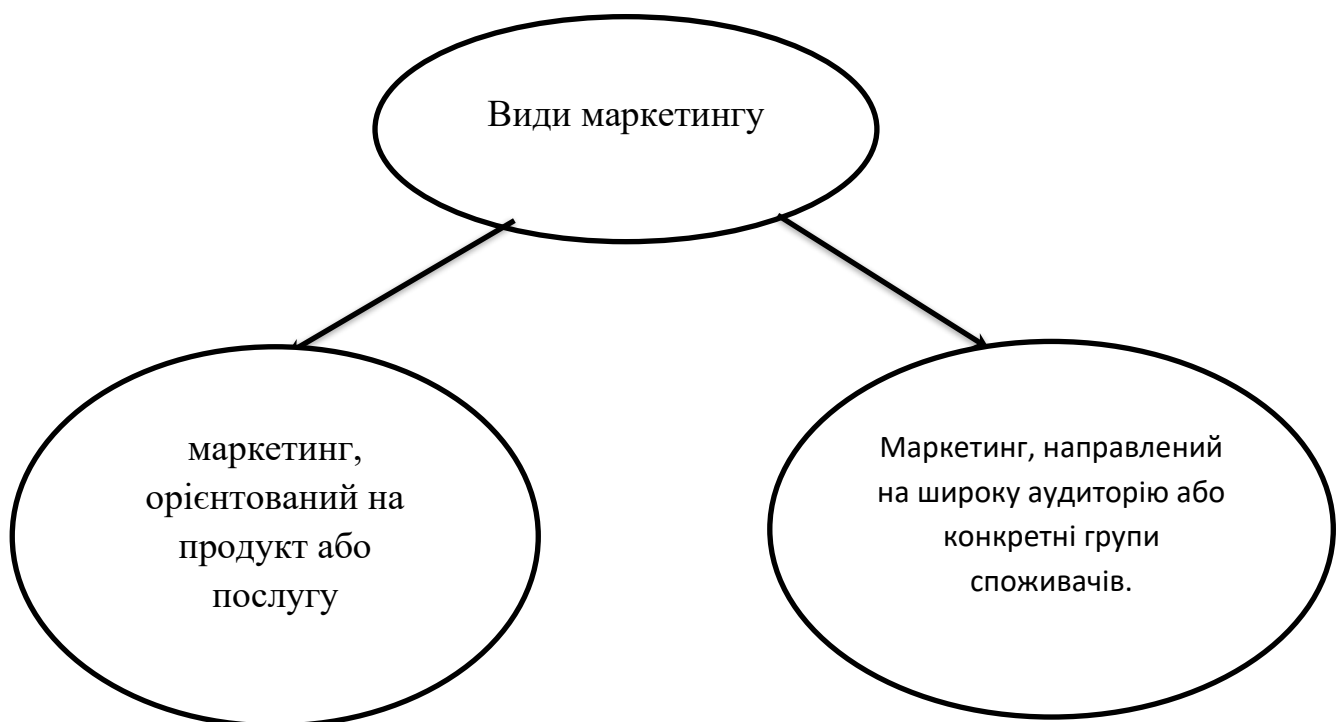 Види маркетингу
маркетинг,
орієнтований на
продукт або
послугу
Маркетинг, направлений
на широку аудиторію або
конкретні групи
споживачів.